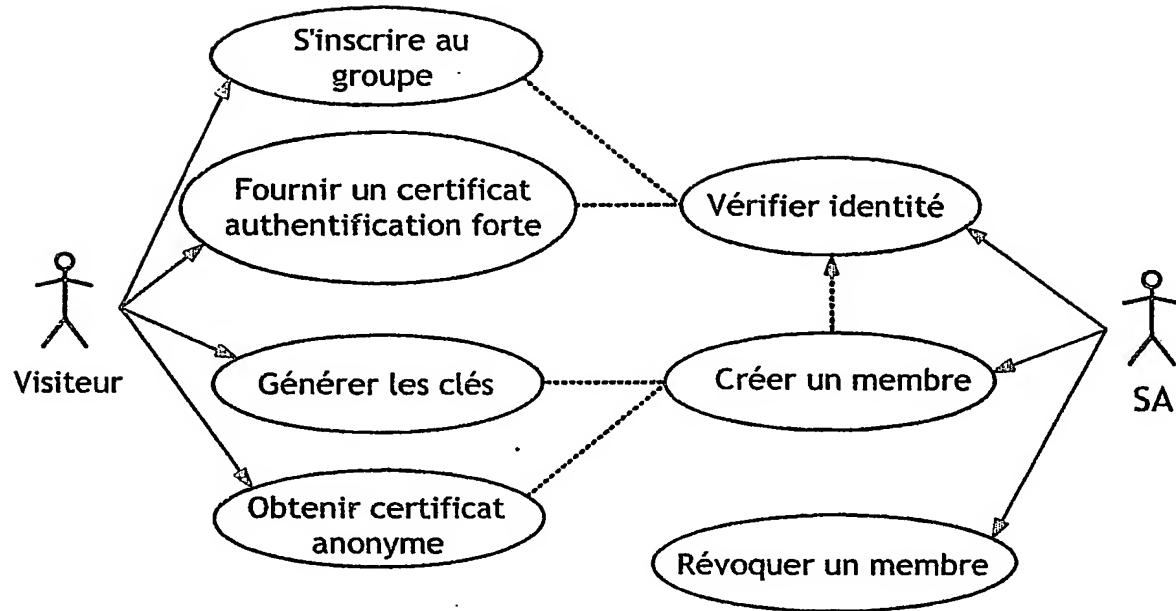 S'inscrire au
groupe
Fournir un certificat
authentification forte
Vérifier identité
Visiteur
Générer les clés
Créer un membre
SA
Obtenir certificat
anonyme
Révoquer un membre